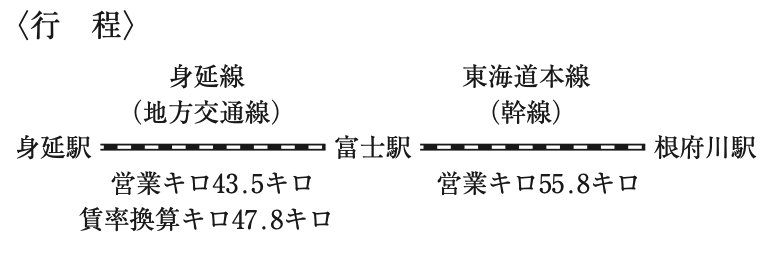 〈行　程〉
身延線　東海道本線
（地方交通線）　（幹線）
身延駅　富士駅　根府川駅
営業キロ43.5キロ　営業キロ55.8キロ
賃率換算キロ47.8キロ